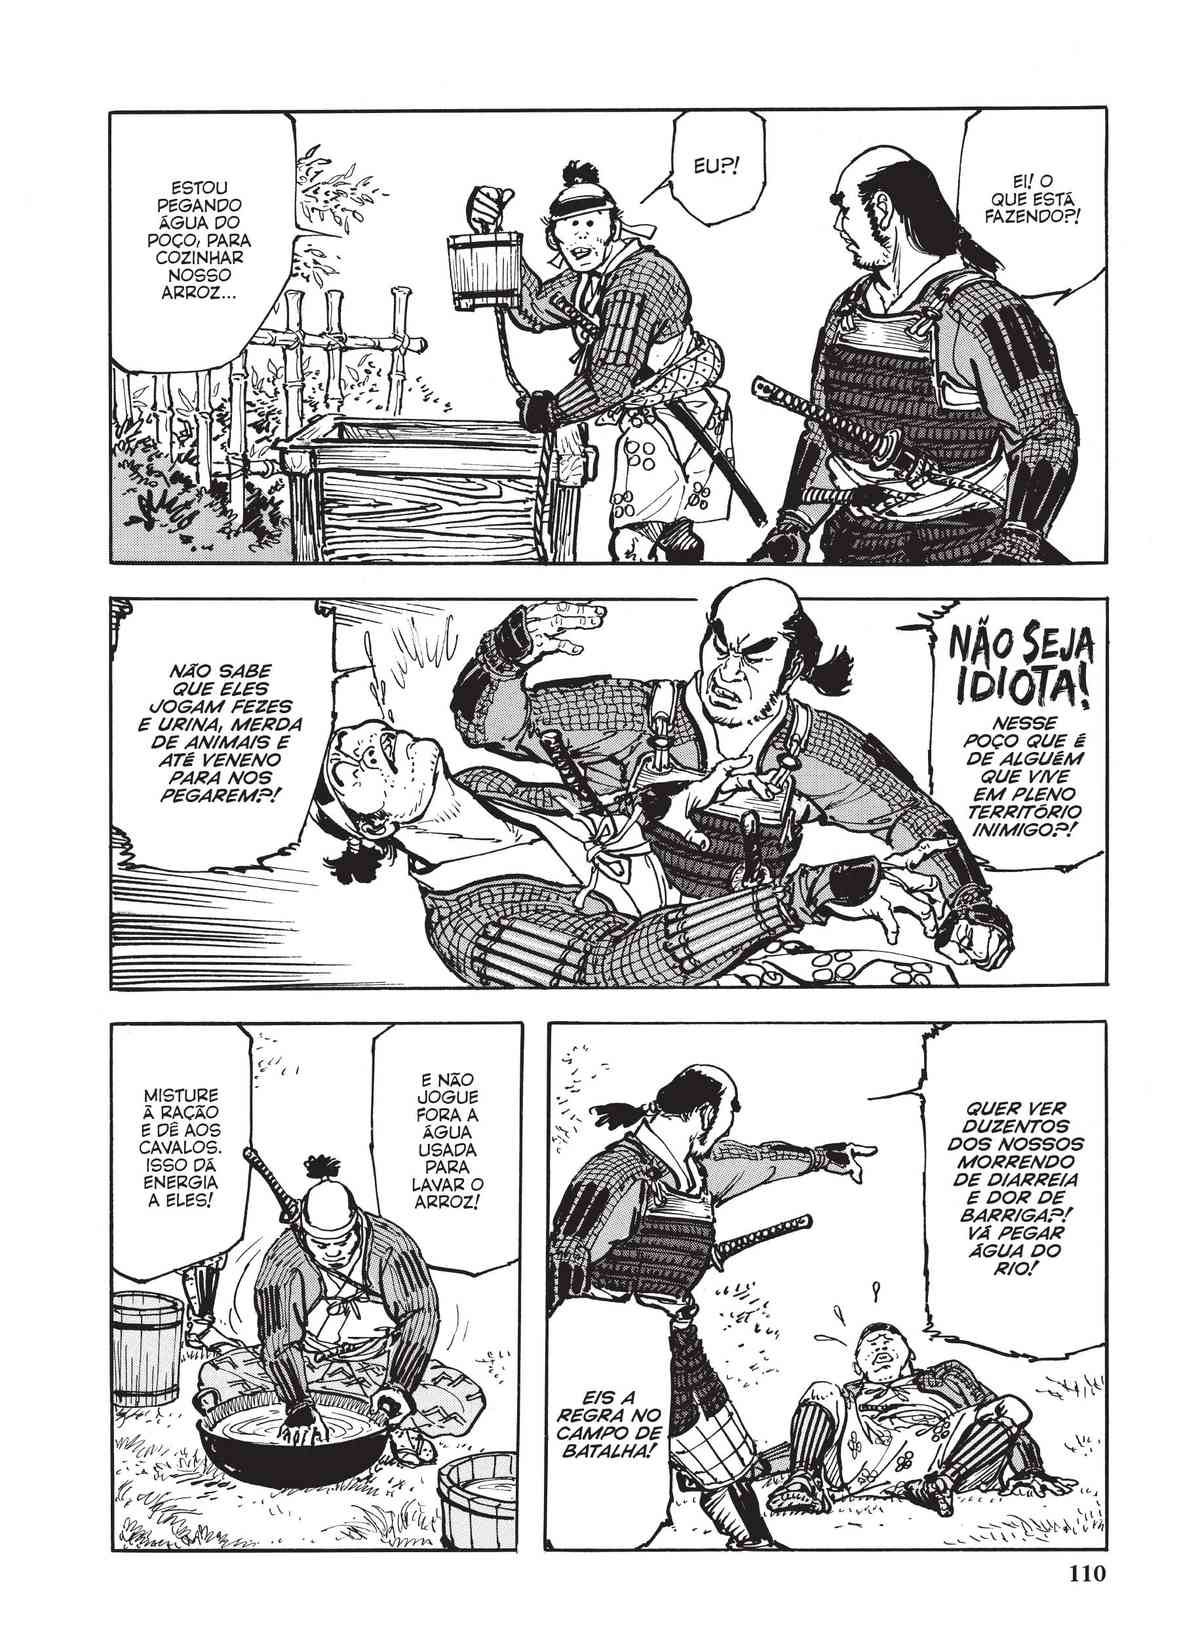 EI! O
QUE ESTÁ
FAZENDO?!
EU?!
ESTOU
PEGANDO
ÁGUA DO
POÇO, PARA
COZINHAR
NOSSO
ARROZ...
NÃO SEJA
IDIOTA!
NESSE
POÇO QUE É
DE ALGUÉM
QUE VIVE
EM PLENO
TERRITÓRIO
INIMIGO?!
NÃO SABE
QUE ELES
JOGAM FEZES
E URINA, MERDA
DE ANIMAIS E
ATÉ VENENO
PARA NOS
PEGAREM?!
QUER VER
DUZENTOS
DOS NOSSOS
MORRENDO
DE DIARREIA
E DOR DE
BARRIGA?!
VÁ PEGAR
ÁGUA DO
RIO!
EIS A
REGRA NO
CAMPO DE
BATALHA!
E NÃO
JOGUE
FORA A
ÁGUA
USADA
PARA
LAVAR O
ARROZ!
MISTURE
À RAÇÃO
E DÊ AOS
CAVALOS.
ISSO DÁ
ENERGIA
A ELES!
110